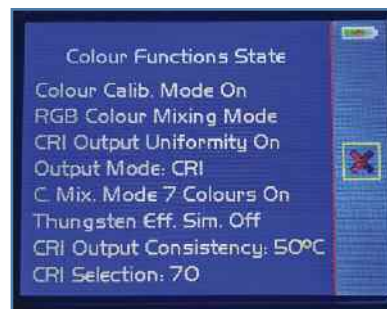 Colour Functions State
Colour Calib. Mode On
RGB Colour Mixing Mode
CRI Output Uniformity On
Output Mode: CRI
C Mix. Mode 7 Colours On
Thungsten Eff. Sim. Off
CRI Output Consistency: 50°C
CRI Selection: 70